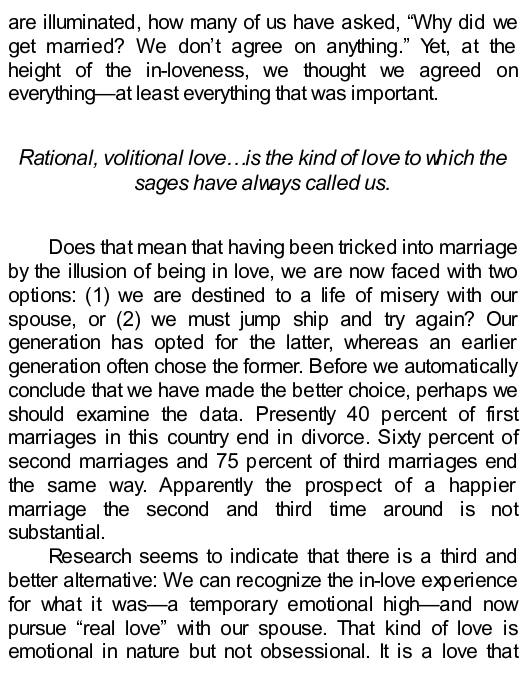 are illuminated, how many of us have asked, “Why did we
get married? We don’t agree on anything.” Yet, at the
height of the in-loveness, we thought we agreed on
everything—at least everything that was important.
Rational, volitional love…is the kind of love to which the
sages have always called us.
Does that mean that having been tricked into marriage
by the illusion of being in love, we are now faced with two
options: (1) we are destined to a life of misery with our
spouse, or (2) we must jump ship and try again? Our
generation has opted for the latter, whereas an earlier
generation often chose the former. Before we automatically
conclude that we have made the better choice, perhaps we
should examine the data. Presently 40 percent of first
marriages in this country end in divorce. Sixty percent of
second marriages and 75 percent of third marriages end
the same way. Apparently the prospect of a happier
marriage the second and third time around is not
substantial.
Research seems to indicate that there is a third and
better alternative: We can recognize the in-love experience
for what it was—a temporary emotional high—and now
pursue “real love” with our spouse. That kind of love is
emotional in nature but not obsessional. It is a love that